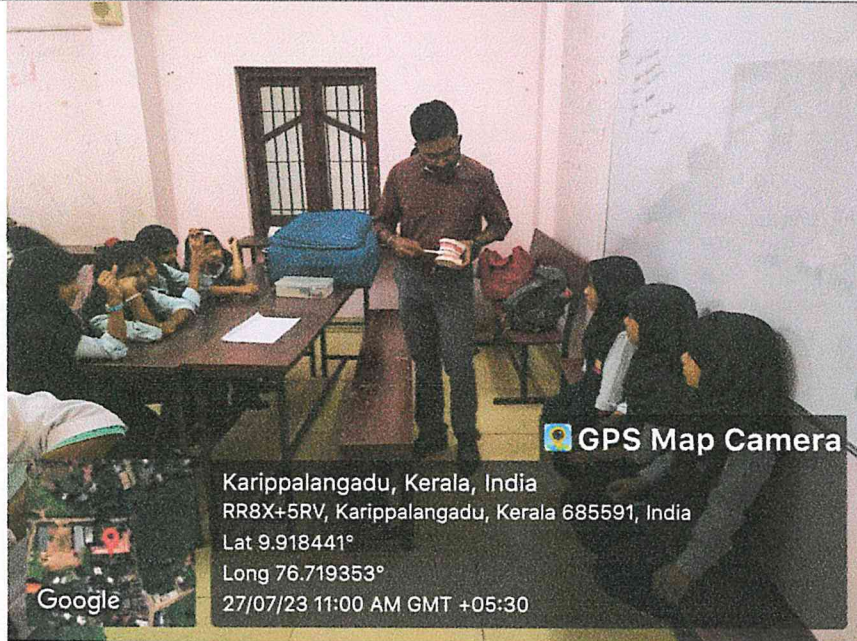 GPS Map Camera
Karippalangadu, Kerala, India
RR8X+5RV, Karippalangadu, Kerala 685591, India
Lat 9.918441°
Long 76.719353°
27/07/23 11:00 AM GMT +05:30
Google